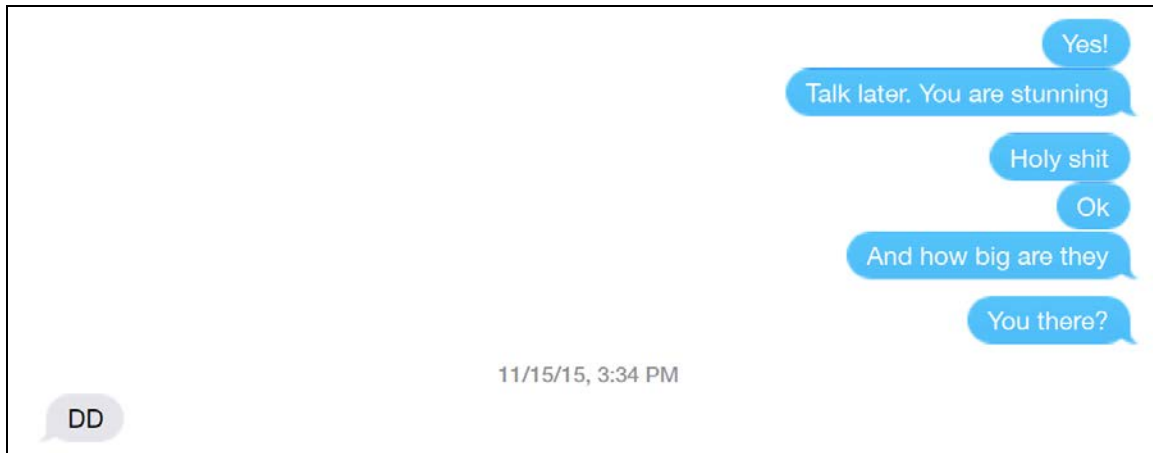 Yes!
Talk later. You are stunning
Holy shit
Ok
And how big are they
You there?
11/15/15, 3:34 PM
DD